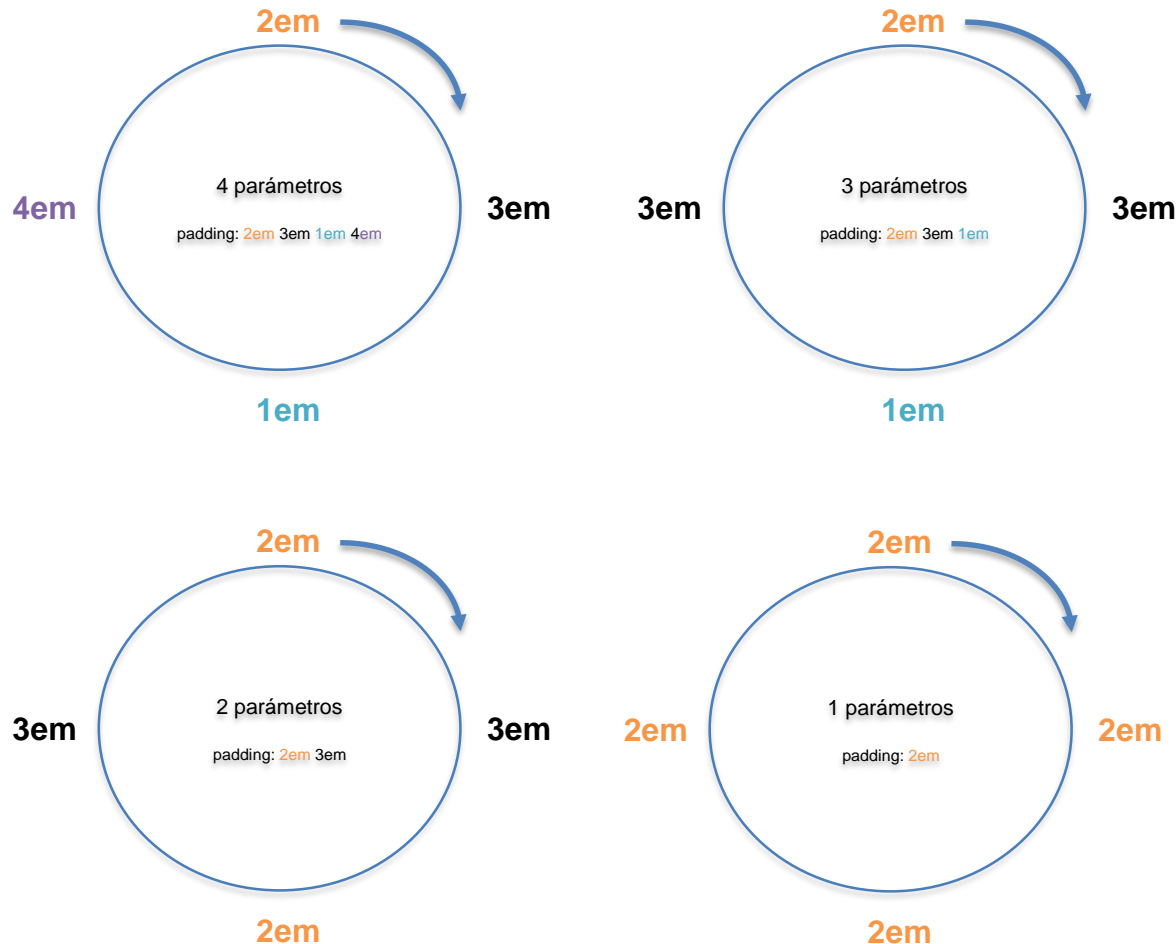 2em
4em
4 parámetros
padding: 2em 3em 1em 4em
3em
1em
2em
3em
3 parámetros
padding: 2em 3em 1em
3em
1em
2em
3em
2 parámetros
padding: 2em 3em
3em
2em
2em
2em
1 parámetros
padding: 2em
2em
2em